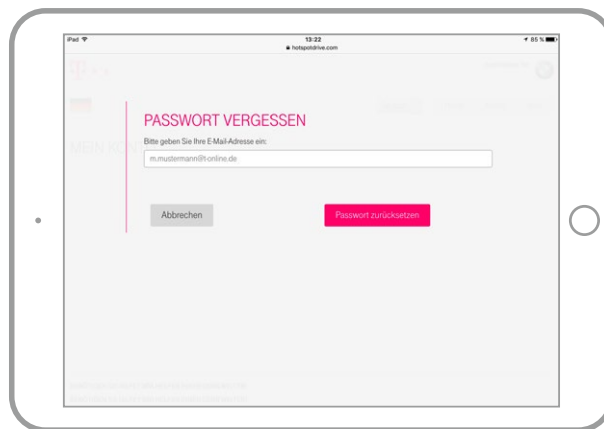 iPad 13:22 85 %
hotspotdrive.com
PASSWORT VERGESSEN
Bitte geben Sie Ihre E-Mail-Adresse ein:
m.mustermann@t-online.de
Abbrechen Passwort zurücksetzen